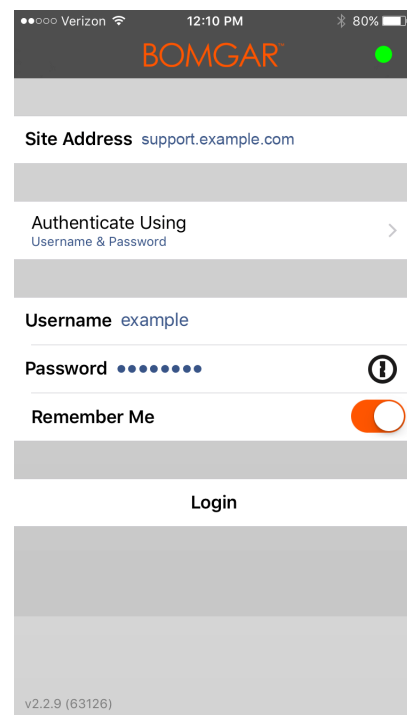 Verizon 12:10 PM 80%
BOMGAR™
Site Address support.example.com
Authenticate Using
Username & Password
Username example
Password ••••••••
Remember Me
Login
v2.2.9 (63126)